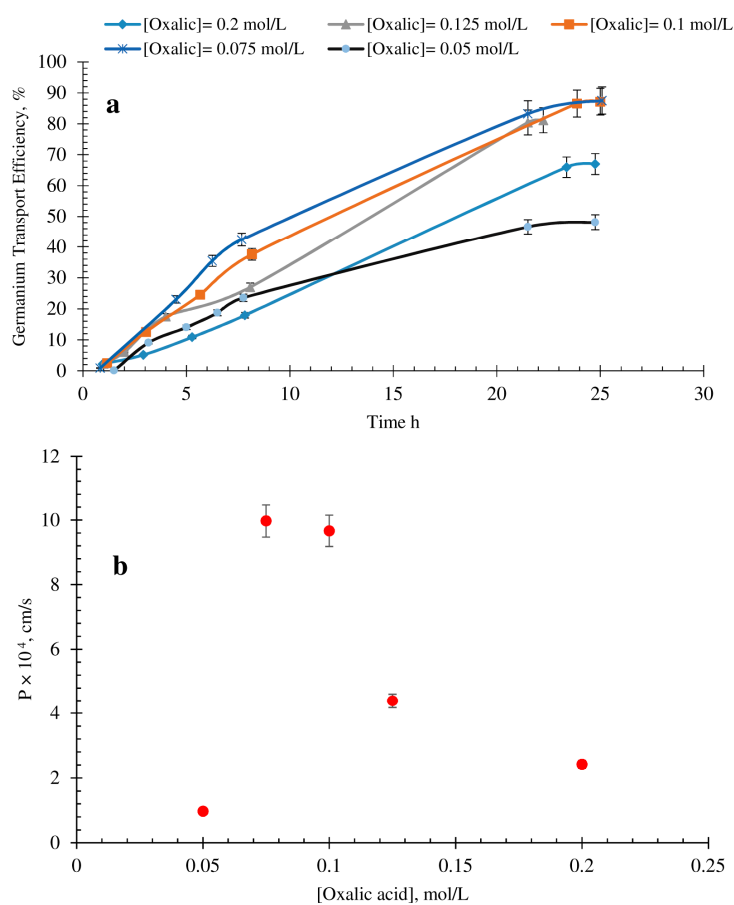 [Oxalic]= 0.2 mol/L [Oxalic]= 0.125 mol/L [Oxalic]= 0.1 mol/L
[Oxalic]= 0.075 mol/L [Oxalic]= 0.05 mol/L
a
Germanium Transport Efficiency, %
100
90
80
70
60
50
40
30
20
10
0
0 5 10 15 20 25 30
Time h
b
P × 10⁻⁴, cm/s
12
10
8
6
4
2
0
0 0.05 0.1 0.15 0.2 0.25
[Oxalic acid], mol/L